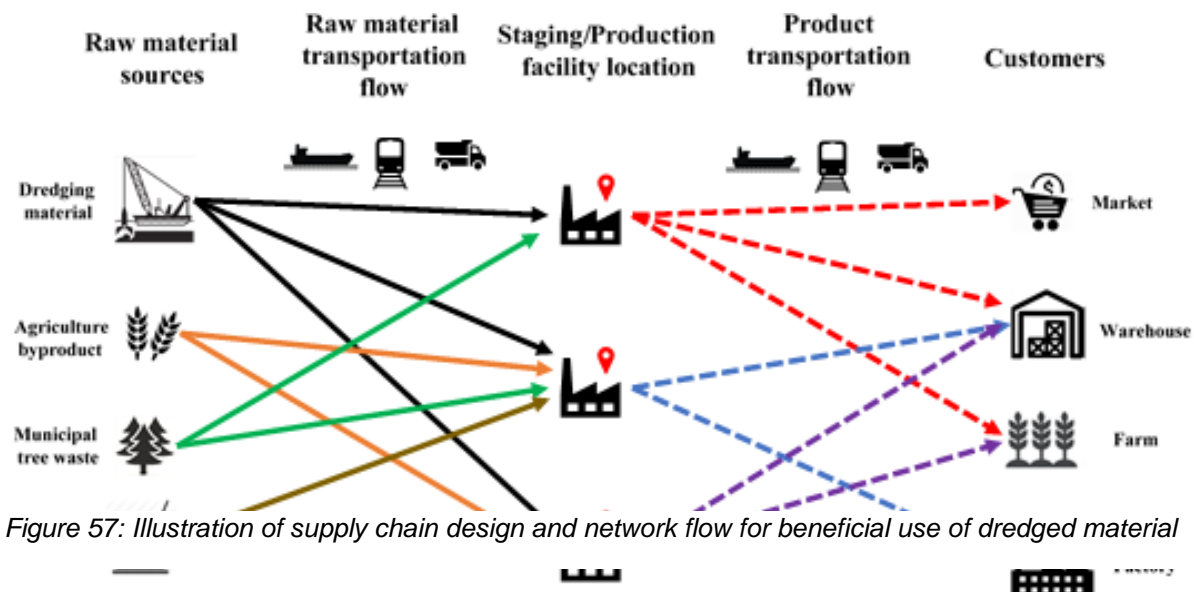 Raw material
sources
Raw material
transportation
flow
Staging/Production
facility location
Product
transportation
flow
Customers
Dredging
material
Market
Agriculture
byproduct
Warehouse
Municipal
tree waste
Farm
Figure 57: Illustration of supply chain design and network flow for beneficial use of dredged material